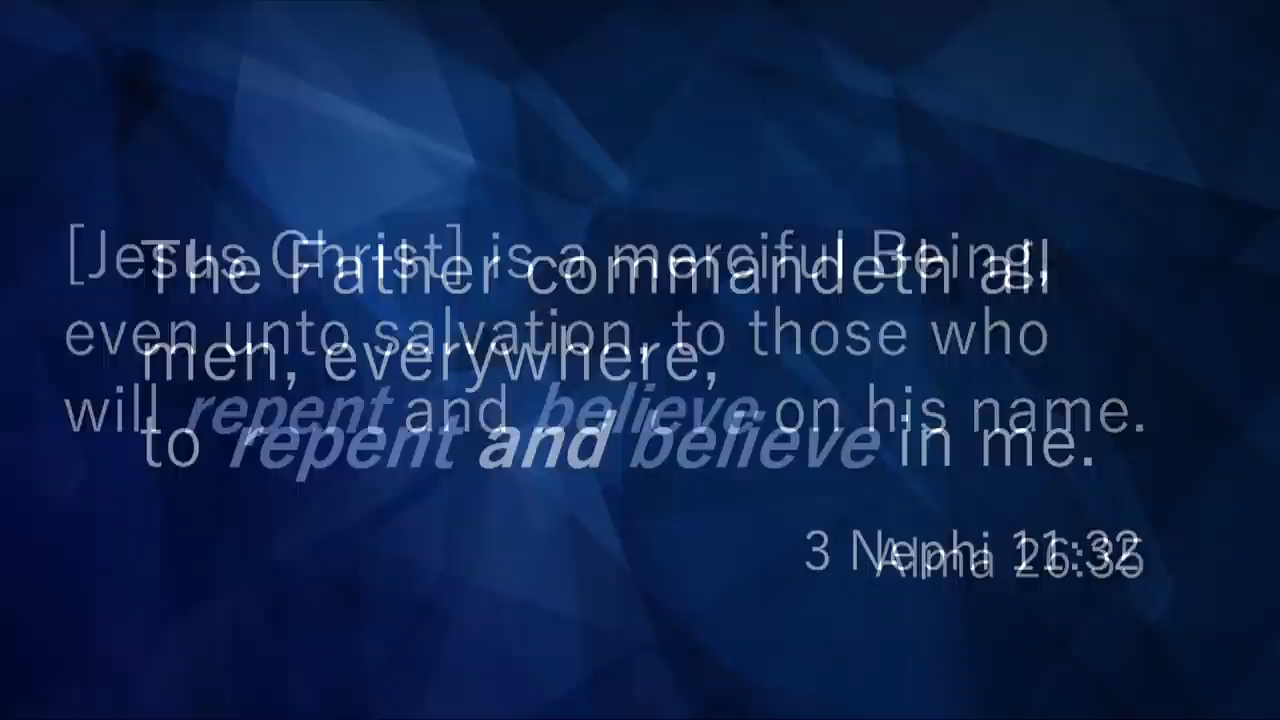 [Jesus Christ] is a merciful Being,
even unto salvation, to those who
will repent and believe on his name.
Alma 26:35
The Father commandeth all
men, everywhere,
to repent and believe in me.
3 Nephi 11:32